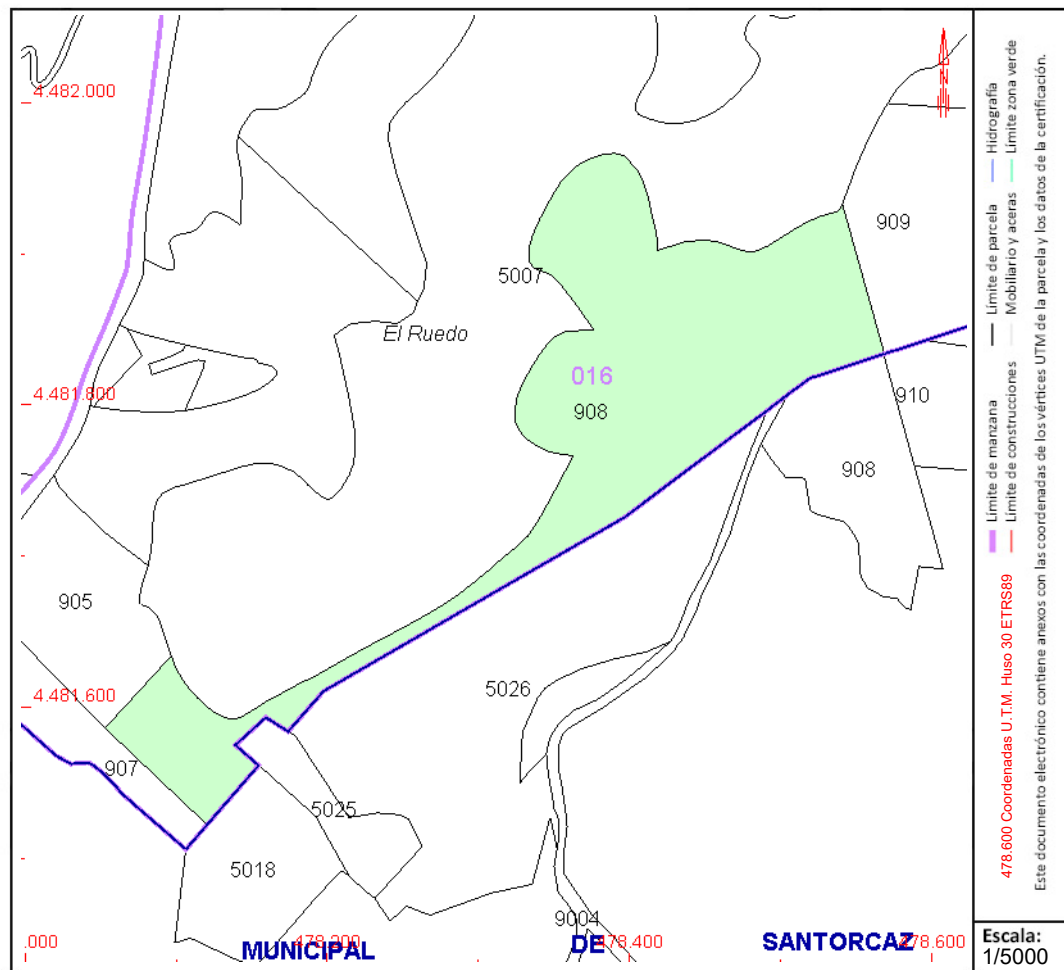 4.482.000
N
909
5007
El Ruedo
016
4.481.800
908
910
908
905
4.481.600
5026
907
5025
5018
9004
.000
478.200
478.400
478.600
MUNICIPAL DE SANTORCAZ
478.600 Coordenadas U.T.M. Huso 30 ETRS89
Límite de manzana
Límite de parcela
Hidrografía
Límite de construcciones
Mobiliario y aceras
Límite zona verde
Este documento electrónico contiene anexos con las coordenadas de los vértices UTM de la parcela y los datos de la certificación.
Escala:
1/5000